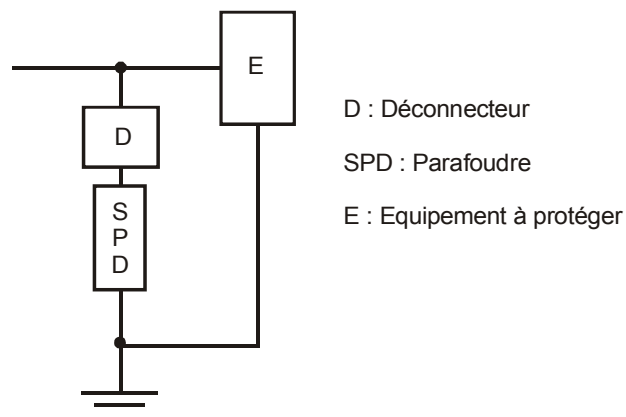 E
D : Déconnecteur
D
SPD : Parafoudre
S
P
D
E : Equipement à protéger